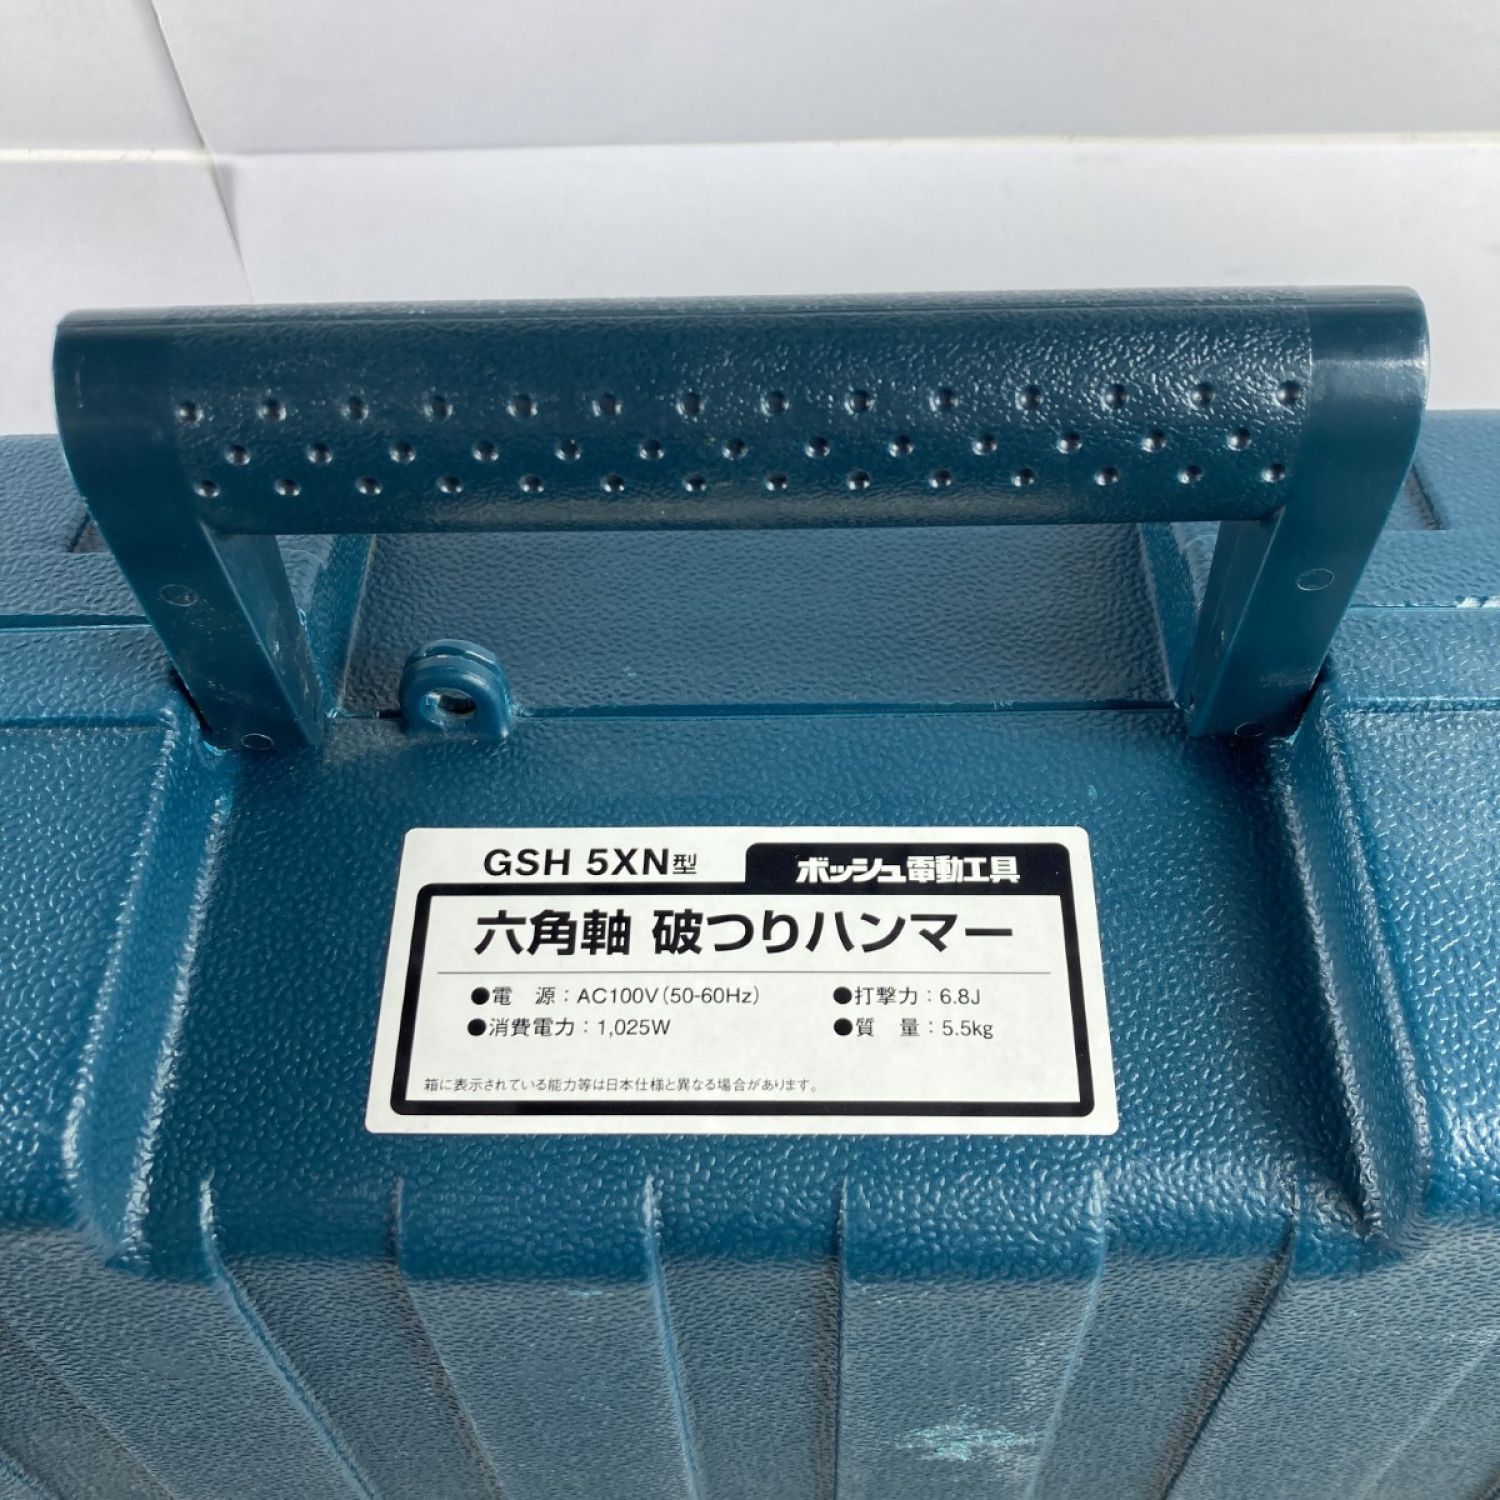 GSH 5XN型 ボッシュ電動工具
六角軸 破つりハンマー
●電 源：AC100V(50-60Hz) ●打撃力：6.8J
●消費電力：1,025W ●質 量：5.5kg
箱に表示されている能力等は日本仕様と異なる場合があります。